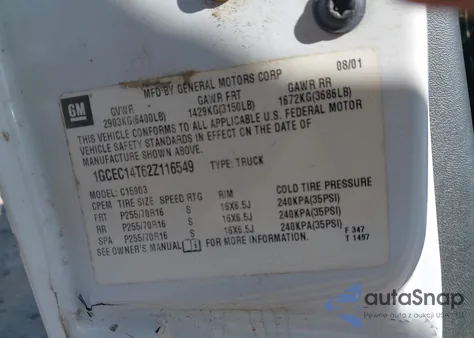 GM
MFD BY GENERAL MOTORS CORP 08/01
GVWR GAWR FRT GAWR RR
2903KG(6400LB) 1429KG(3150LB) 1672KG(3686LB)
THIS VEHICLE CONFORMS TO ALL APPLICABLE U.S. FEDERAL MOTOR
VEHICLE SAFETY STANDARDS IN EFFECT ON THE DATE OF
MANUFACTURE SHOWN ABOVE.
1GCEC14T62Z116549 TYPE: TRUCK
MODEL: C15903
TIRE SIZE SPEED RTG RIM COLD TIRE PRESSURE
FRT P255/70R16 S 16X6.5J 240KPA(35PSI)
RR P255/70R16 S 16X6.5J 240KPA(35PSI)
SPA P255/70R16 S 16X6.5J 240KPA(35PSI)
SEE OWNER'S MANUAL FOR MORE INFORMATION.
F 347
T 1497
autoSnap
Pewne auta z USA